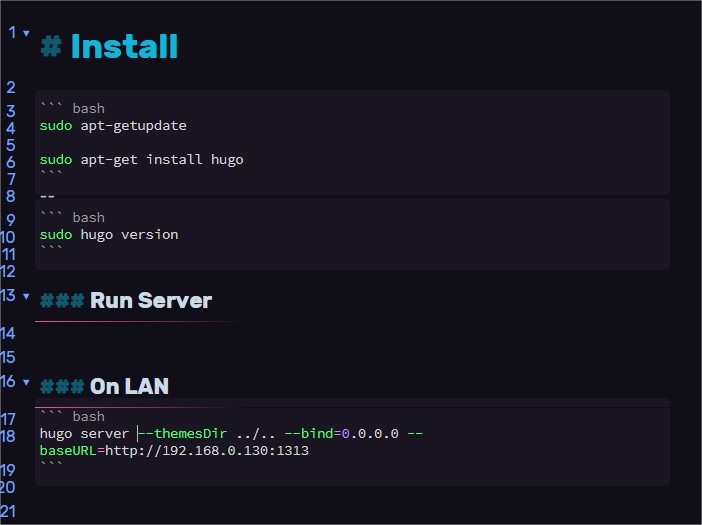 1 # Install
2
3 ``` bash
4 sudo apt-getupdate
5
6 sudo apt-get install hugo
7 ```
8 --
9 ``` bash
10 sudo hugo version
11 ```
12
13 ### Run Server
14
15
16 ### On LAN
17 ``` bash
18 hugo server --themesDir ../.. --bind=0.0.0.0 --
baseURL=http://192.168.0.130:1313
19 ```
20
21